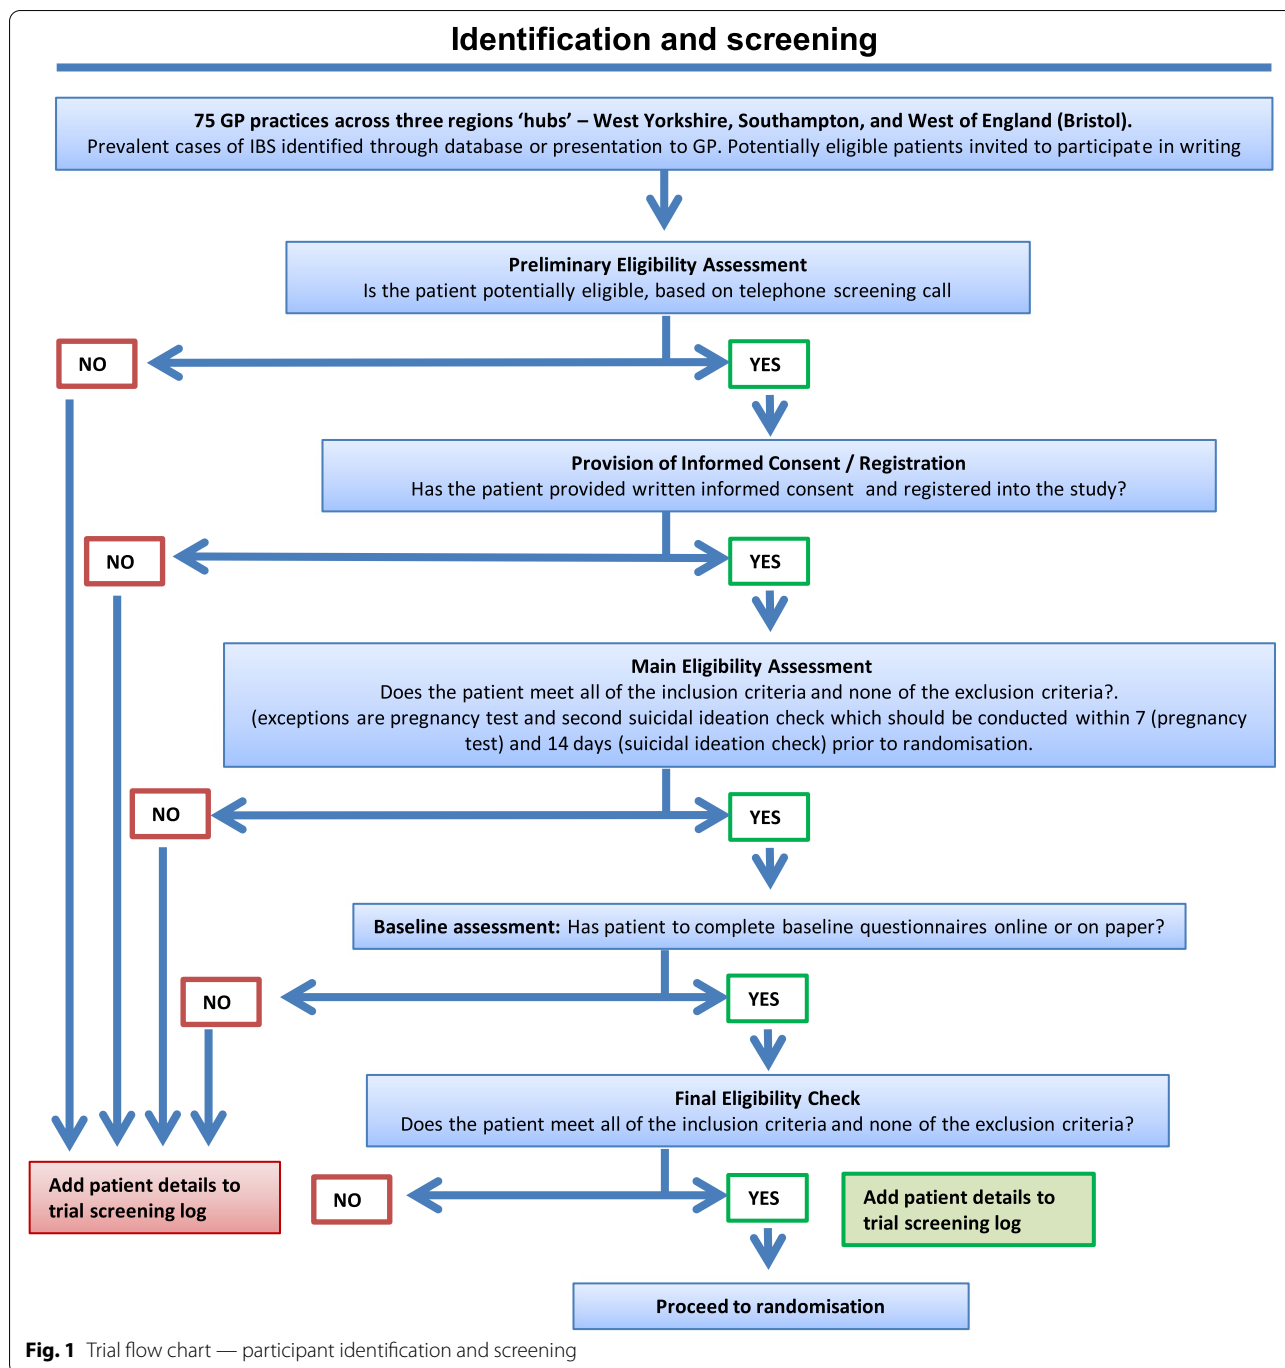 Identification and screening
75 GP practices across three regions ‘hubs’ – West Yorkshire, Southampton, and West of England (Bristol).
Prevalent cases of IBS identified through database or presentation to GP. Potentially eligible patients invited to participate in writing
Preliminary Eligibility Assessment
Is the patient potentially eligible, based on telephone screening call
NO
YES
Provision of Informed Consent / Registration
Has the patient provided written informed consent and registered into the study?
NO
YES
Main Eligibility Assessment
Does the patient meet all of the inclusion criteria and none of the exclusion criteria?.
(exceptions are pregnancy test and second suicidal ideation check which should be conducted within 7 (pregnancy
test) and 14 days (suicidal ideation check) prior to randomisation.
NO
YES
Baseline assessment: Has patient to complete baseline questionnaires online or on paper?
NO
YES
Final Eligibility Check
Does the patient meet all of the inclusion criteria and none of the exclusion criteria?
Add patient details to
trial screening log
NO
YES
Add patient details to
trial screening log
Proceed to randomisation
Fig. 1 Trial flow chart — participant identification and screening